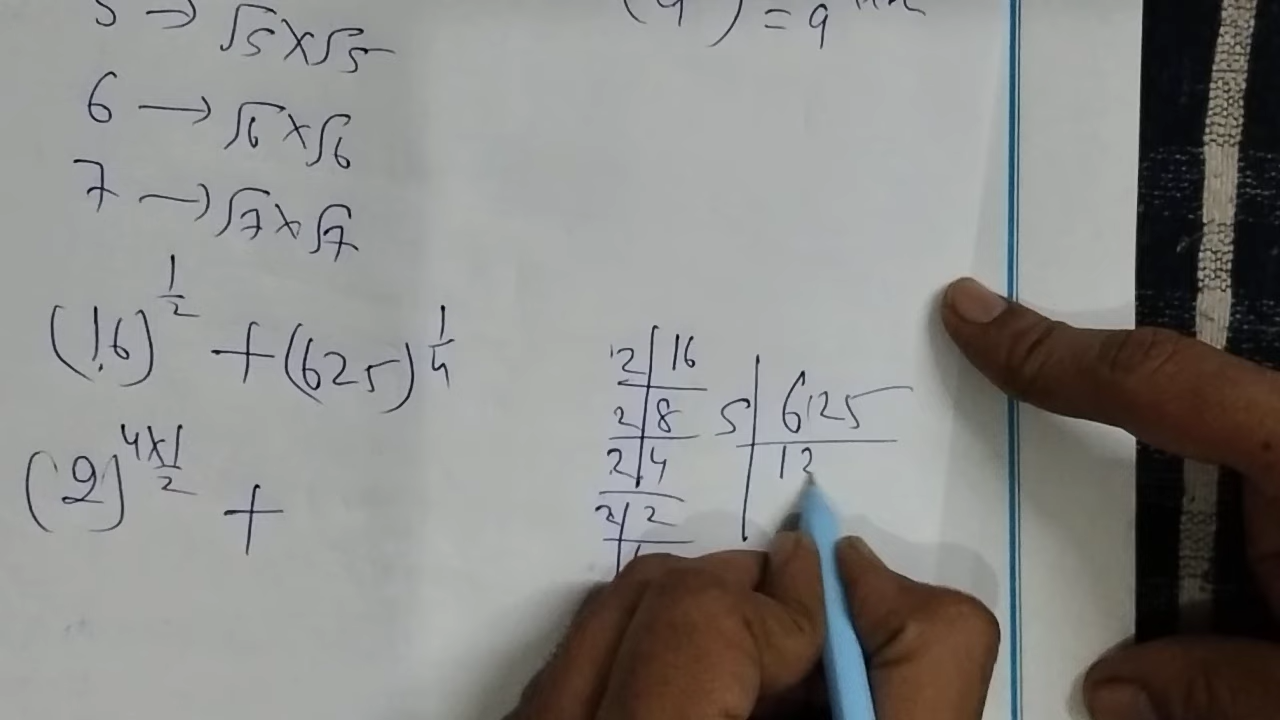 5 → √5×√5
6 → √6×√6
7 → √7×√7
(16)^{1/2} + (625)^{1/4}
(2)^{4×1/2} +
2 | 16
2 | 8
2 | 4
2 | 2
5 | 625
12